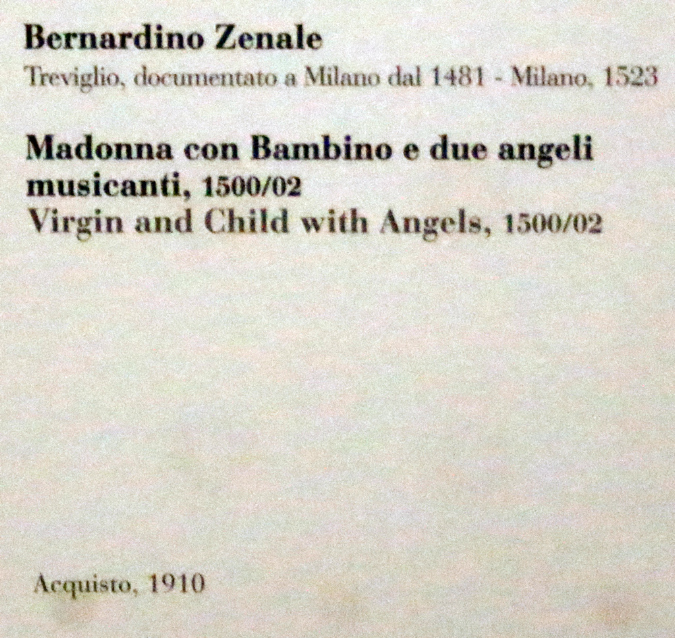 Bernardino Zenale
Treviglio, documentato a Milano dal 1481 - Milano, 1523
Madonna con Bambino e due angeli
musicanti, 1500/02
Virgin and Child with Angels, 1500/02
Acquisto, 1910